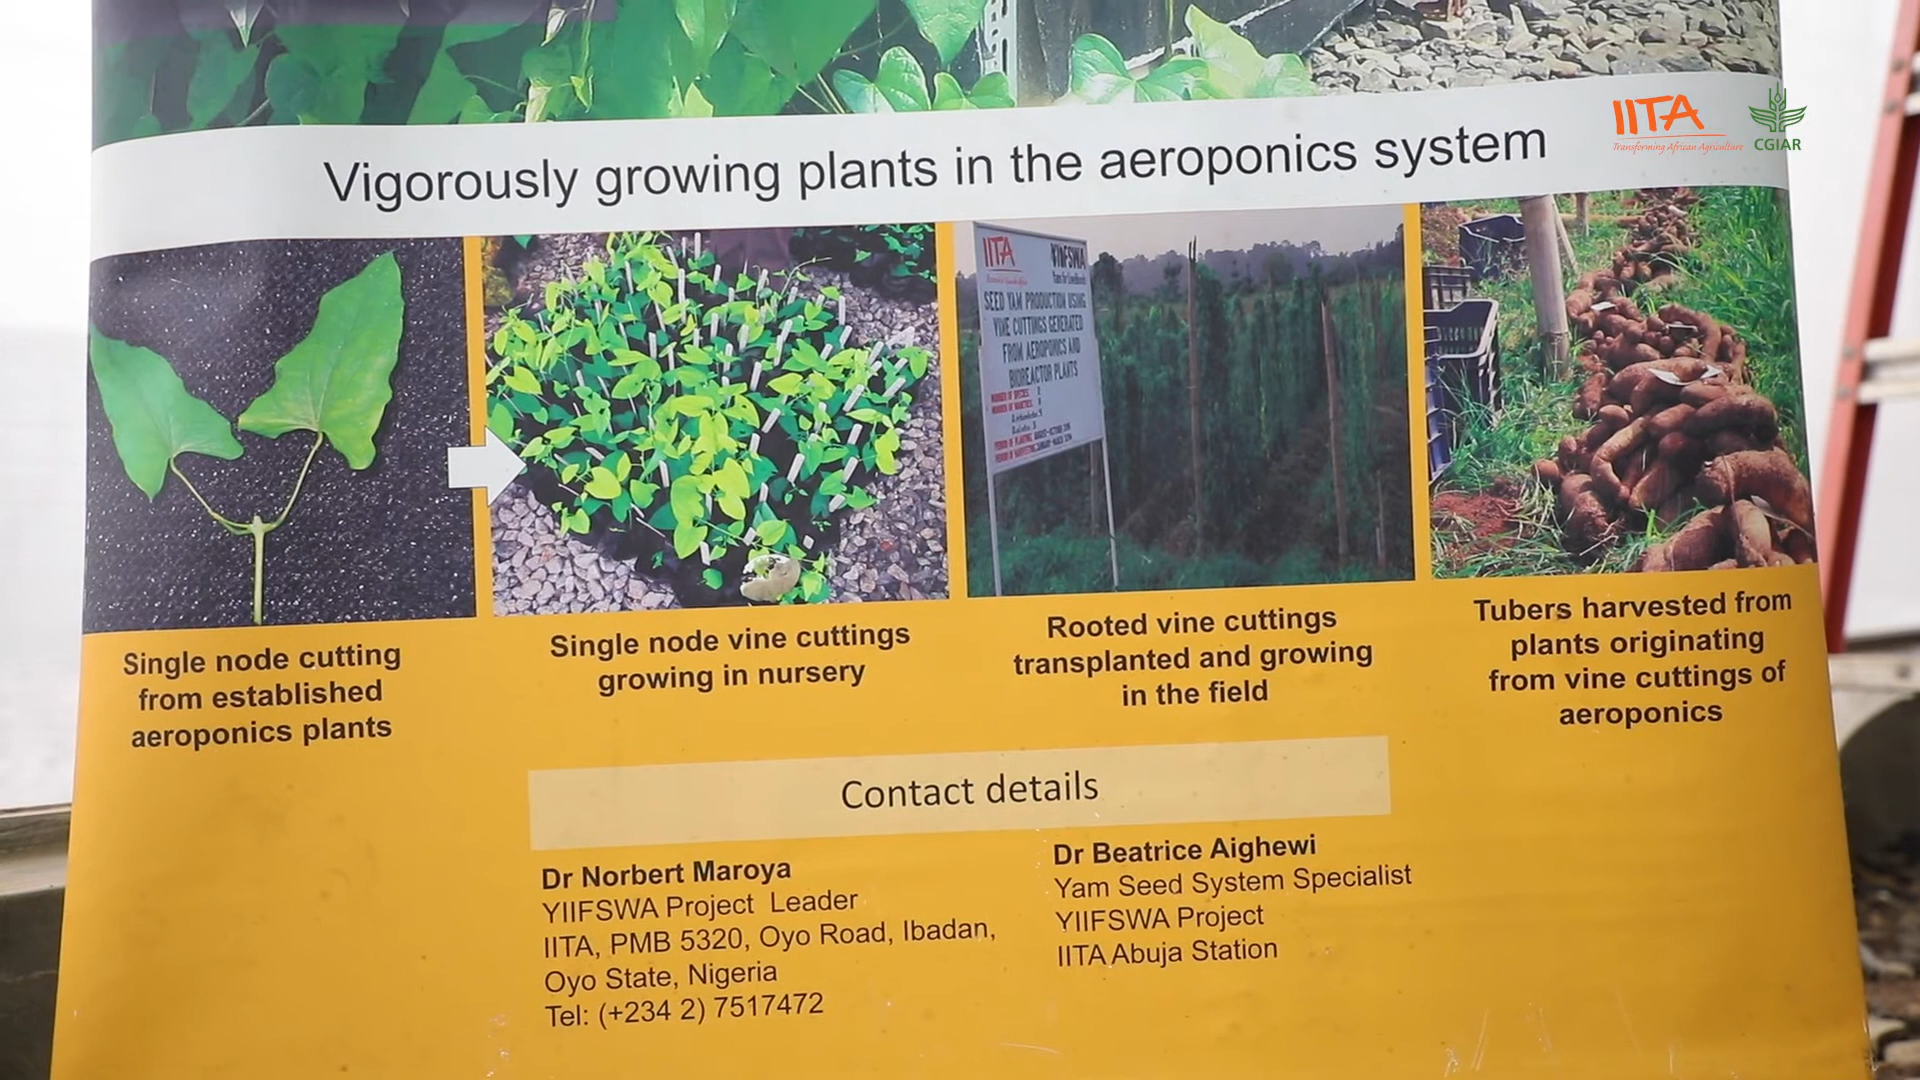 IITA
Transforming African Agriculture
CGIAR
Vigorously growing plants in the aeroponics system
IITA
YIIFSWA
SEED YAM PRODUCTION USING
VINE CUTTINGS GENERATED
FROM AEROPONICS AND
BIOREACTOR PLANTS
Single node cutting
from established
aeroponics plants
Single node vine cuttings
growing in nursery
Rooted vine cuttings
transplanted and growing
in the field
Tubers harvested from
plants originating
from vine cuttings of
aeroponics
Contact details
Dr Norbert Maroya
YIIFSWA Project Leader
IITA, PMB 5320, Oyo Road, Ibadan,
Oyo State, Nigeria
Tel: (+234 2) 7517472
Dr Beatrice Aighewi
Yam Seed System Specialist
YIIFSWA Project
IITA Abuja Station